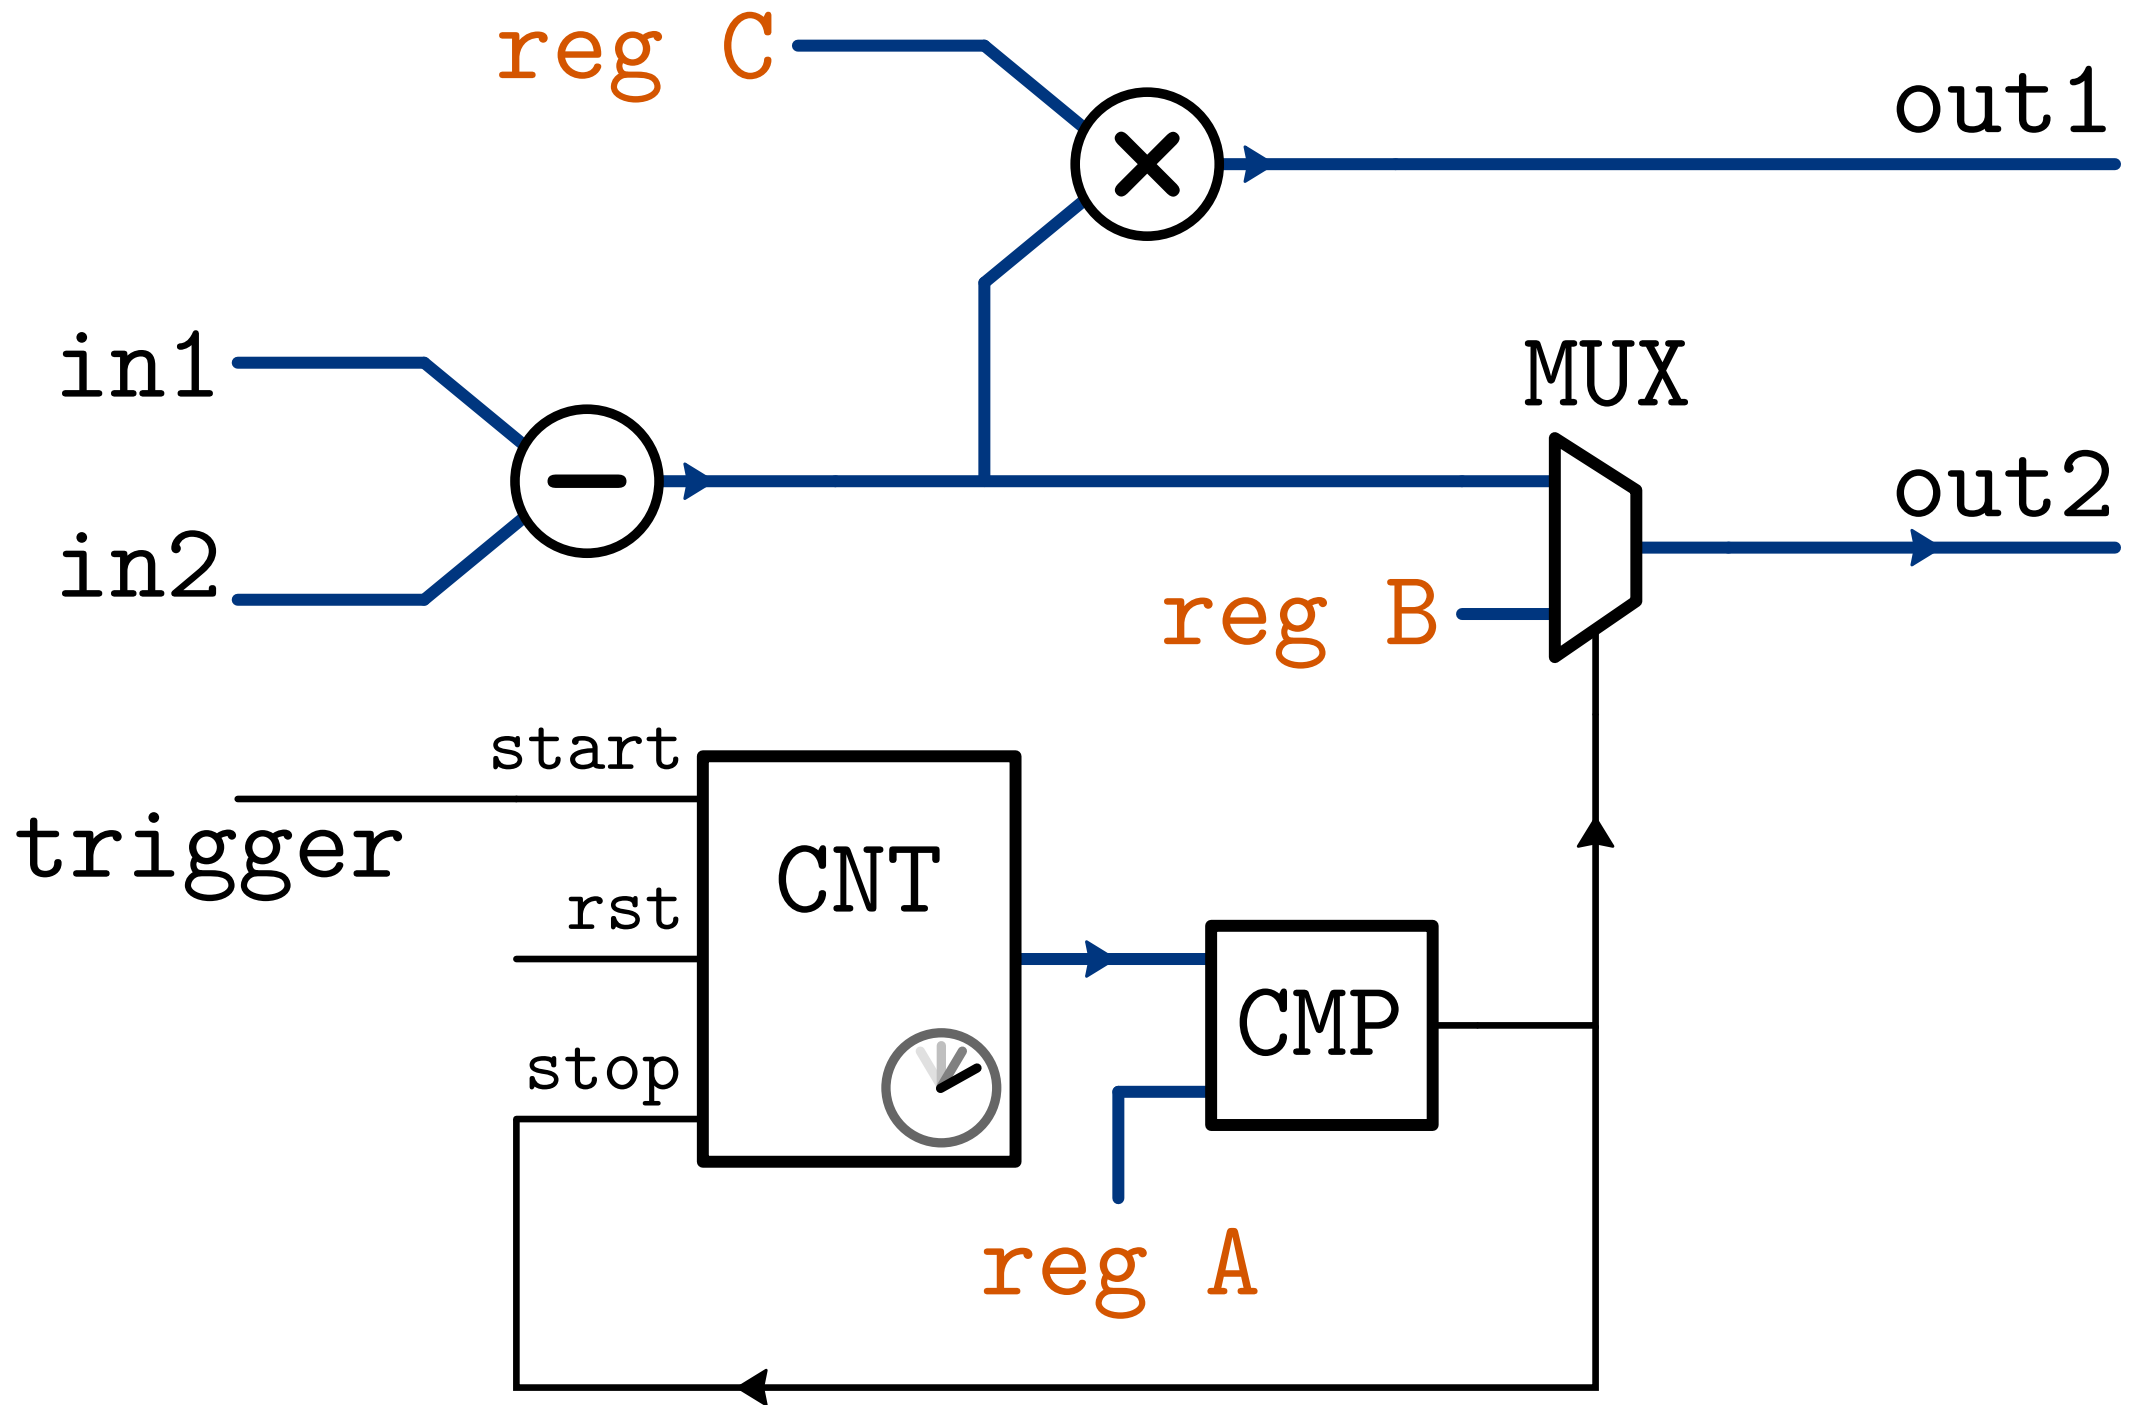 reg C
out1
in1
MUX
out2
in2
reg B
start
trigger
CNT
rst
CMP
stop
reg A